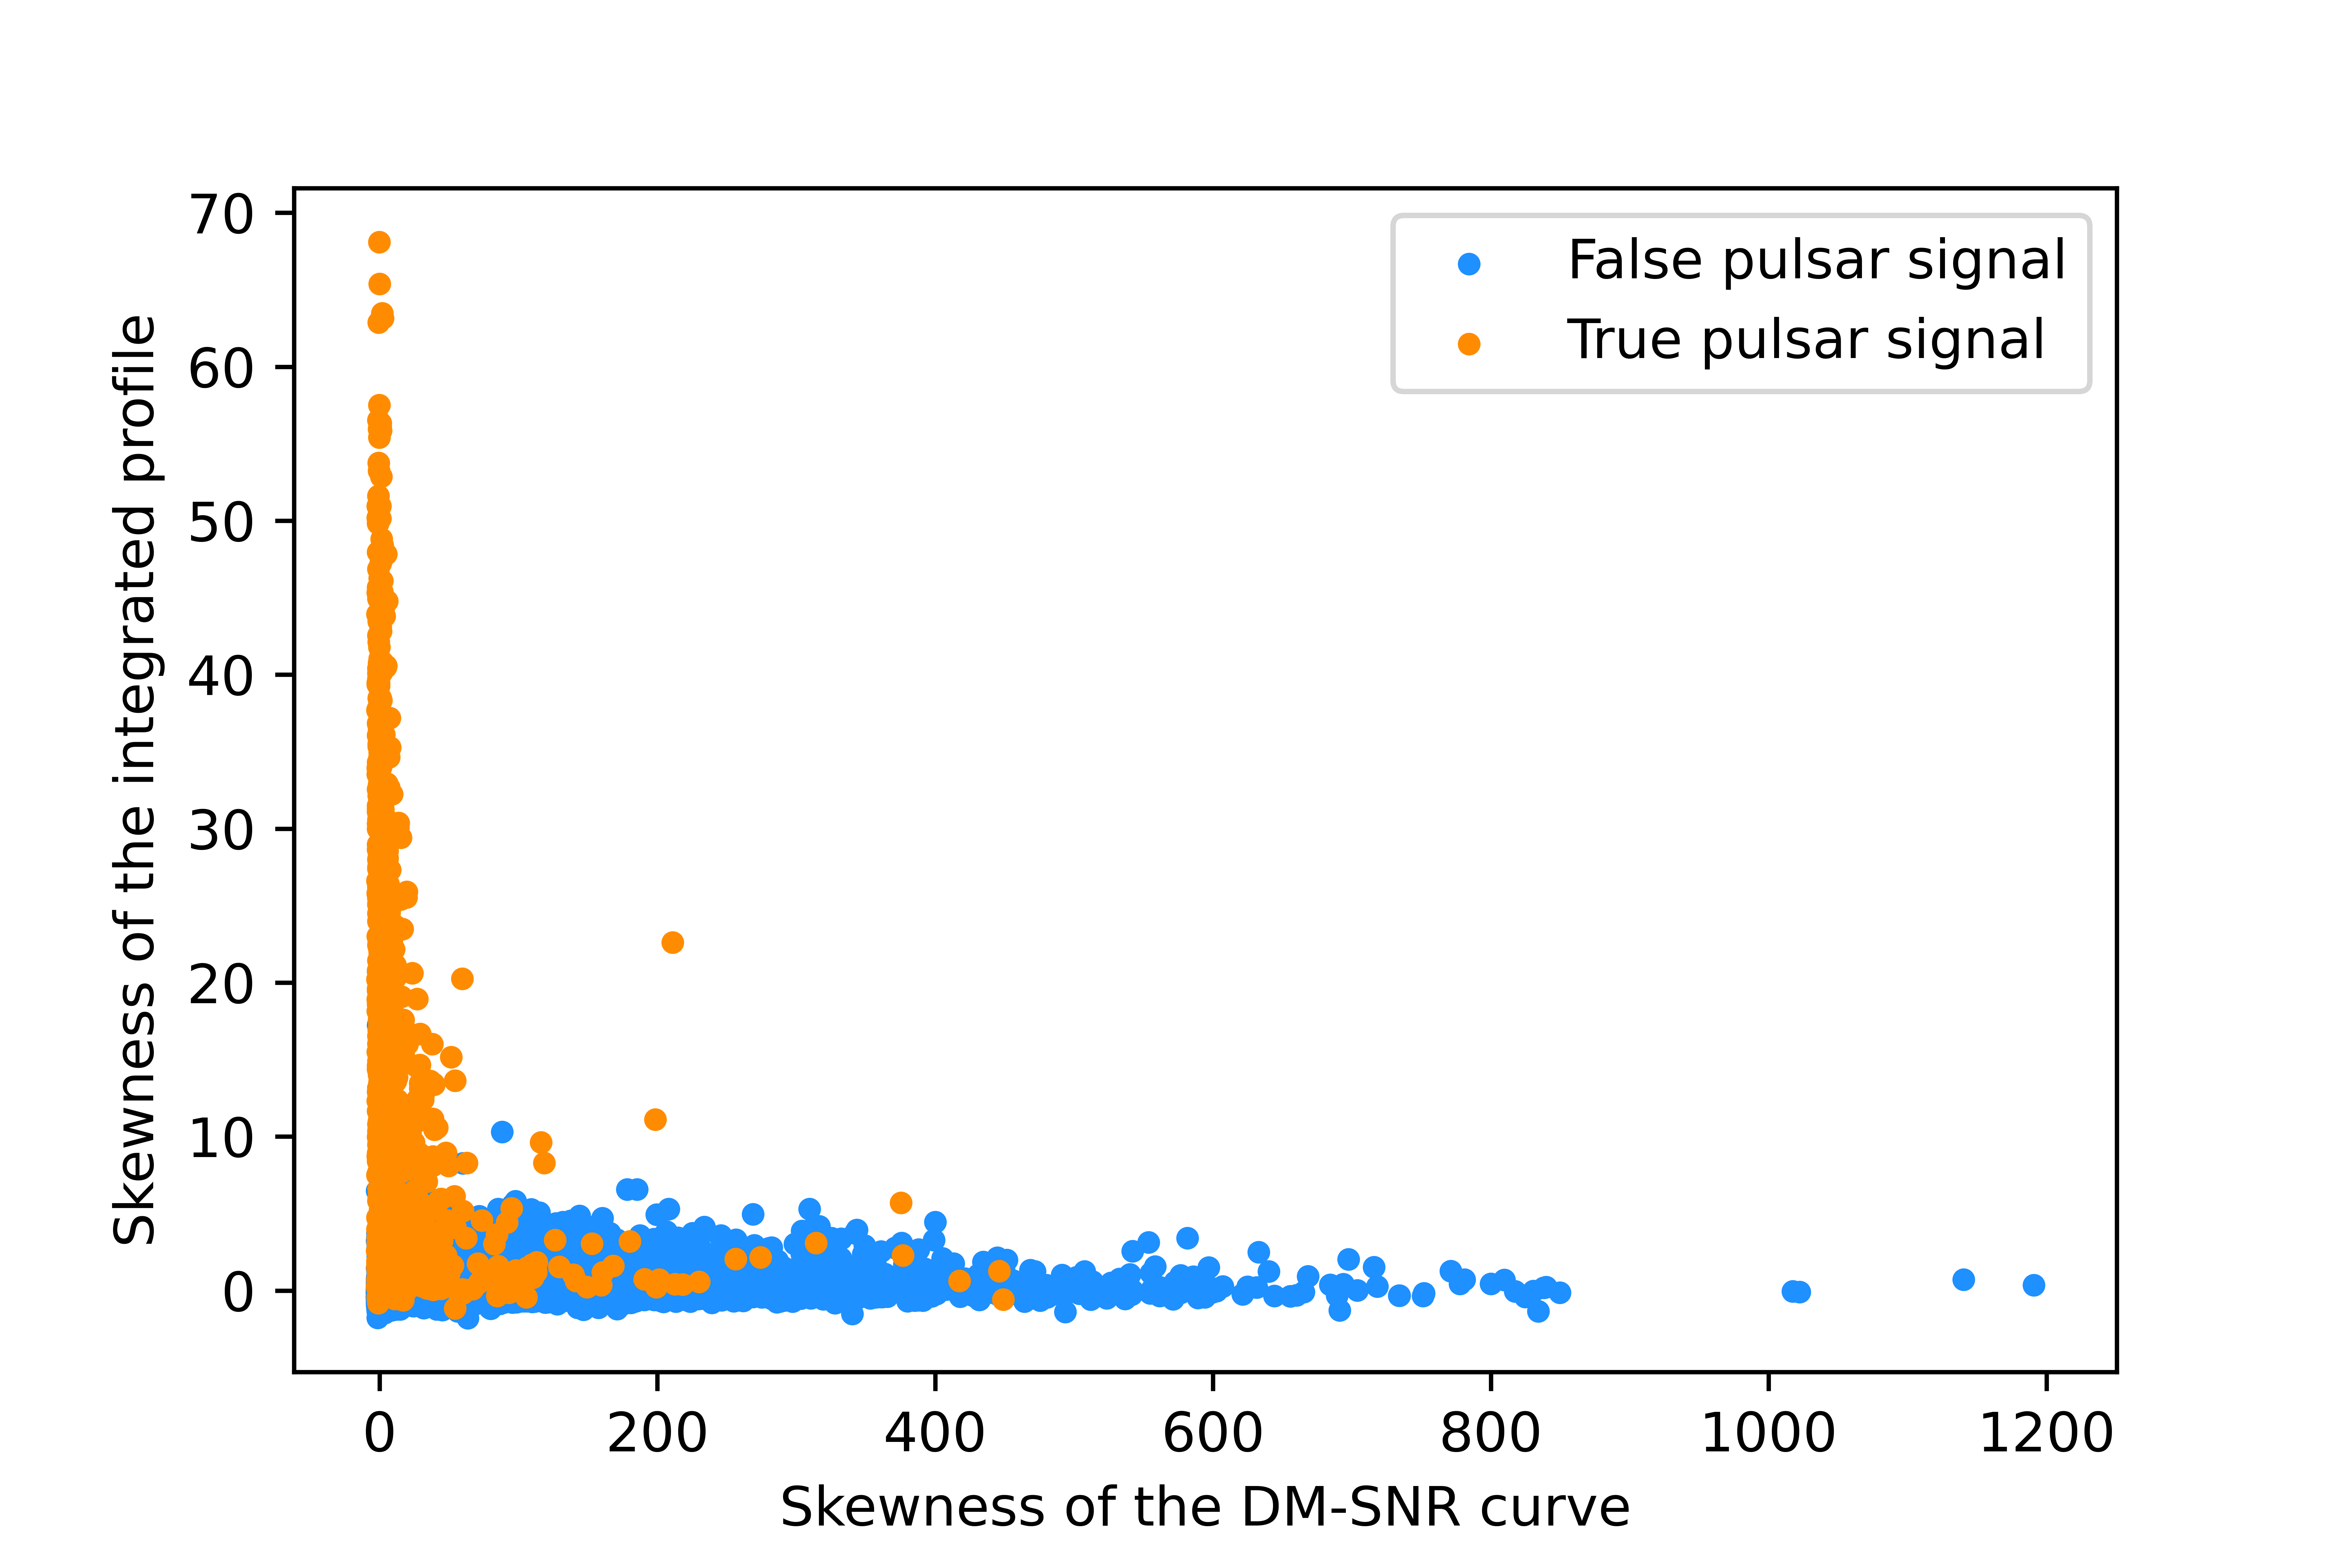 False pulsar signal
True pulsar signal
70
60
50
40
30
20
10
0
Skewness of the integrated profile
0 200 400 600 800 1000 1200
Skewness of the DM-SNR curve